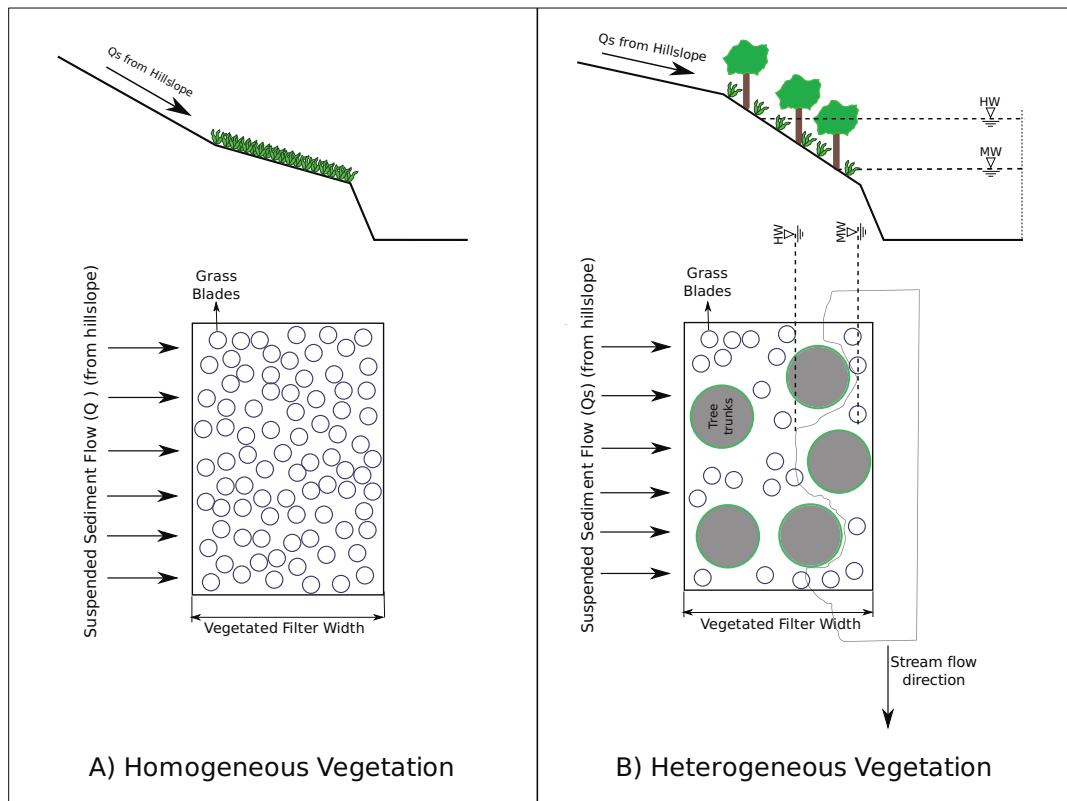 Qs from Hillslope
Grass
Blades
Suspended Sediment Flow (Q ) (from hillslope)
Vegetated Filter Width
A) Homogeneous Vegetation
Qs from Hillslope
HW
MW
HW
MW
Grass
Blades
Suspended Sediment Flow (Qs) (from hillslope)
Tree
trunks
Vegetated Filter Width
Stream flow
direction
B) Heterogeneous Vegetation